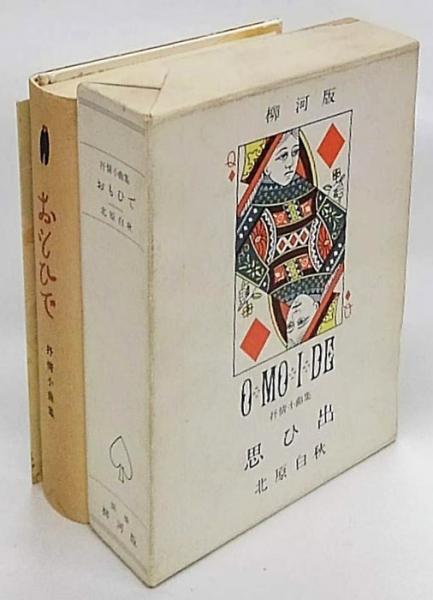 柳河版
Q
O·MO·I·DE
抒情小曲集
思ひ出
北原白秋
抒情小曲集
おもひで
北原白秋
柳河版
おもひで
抒情小曲集